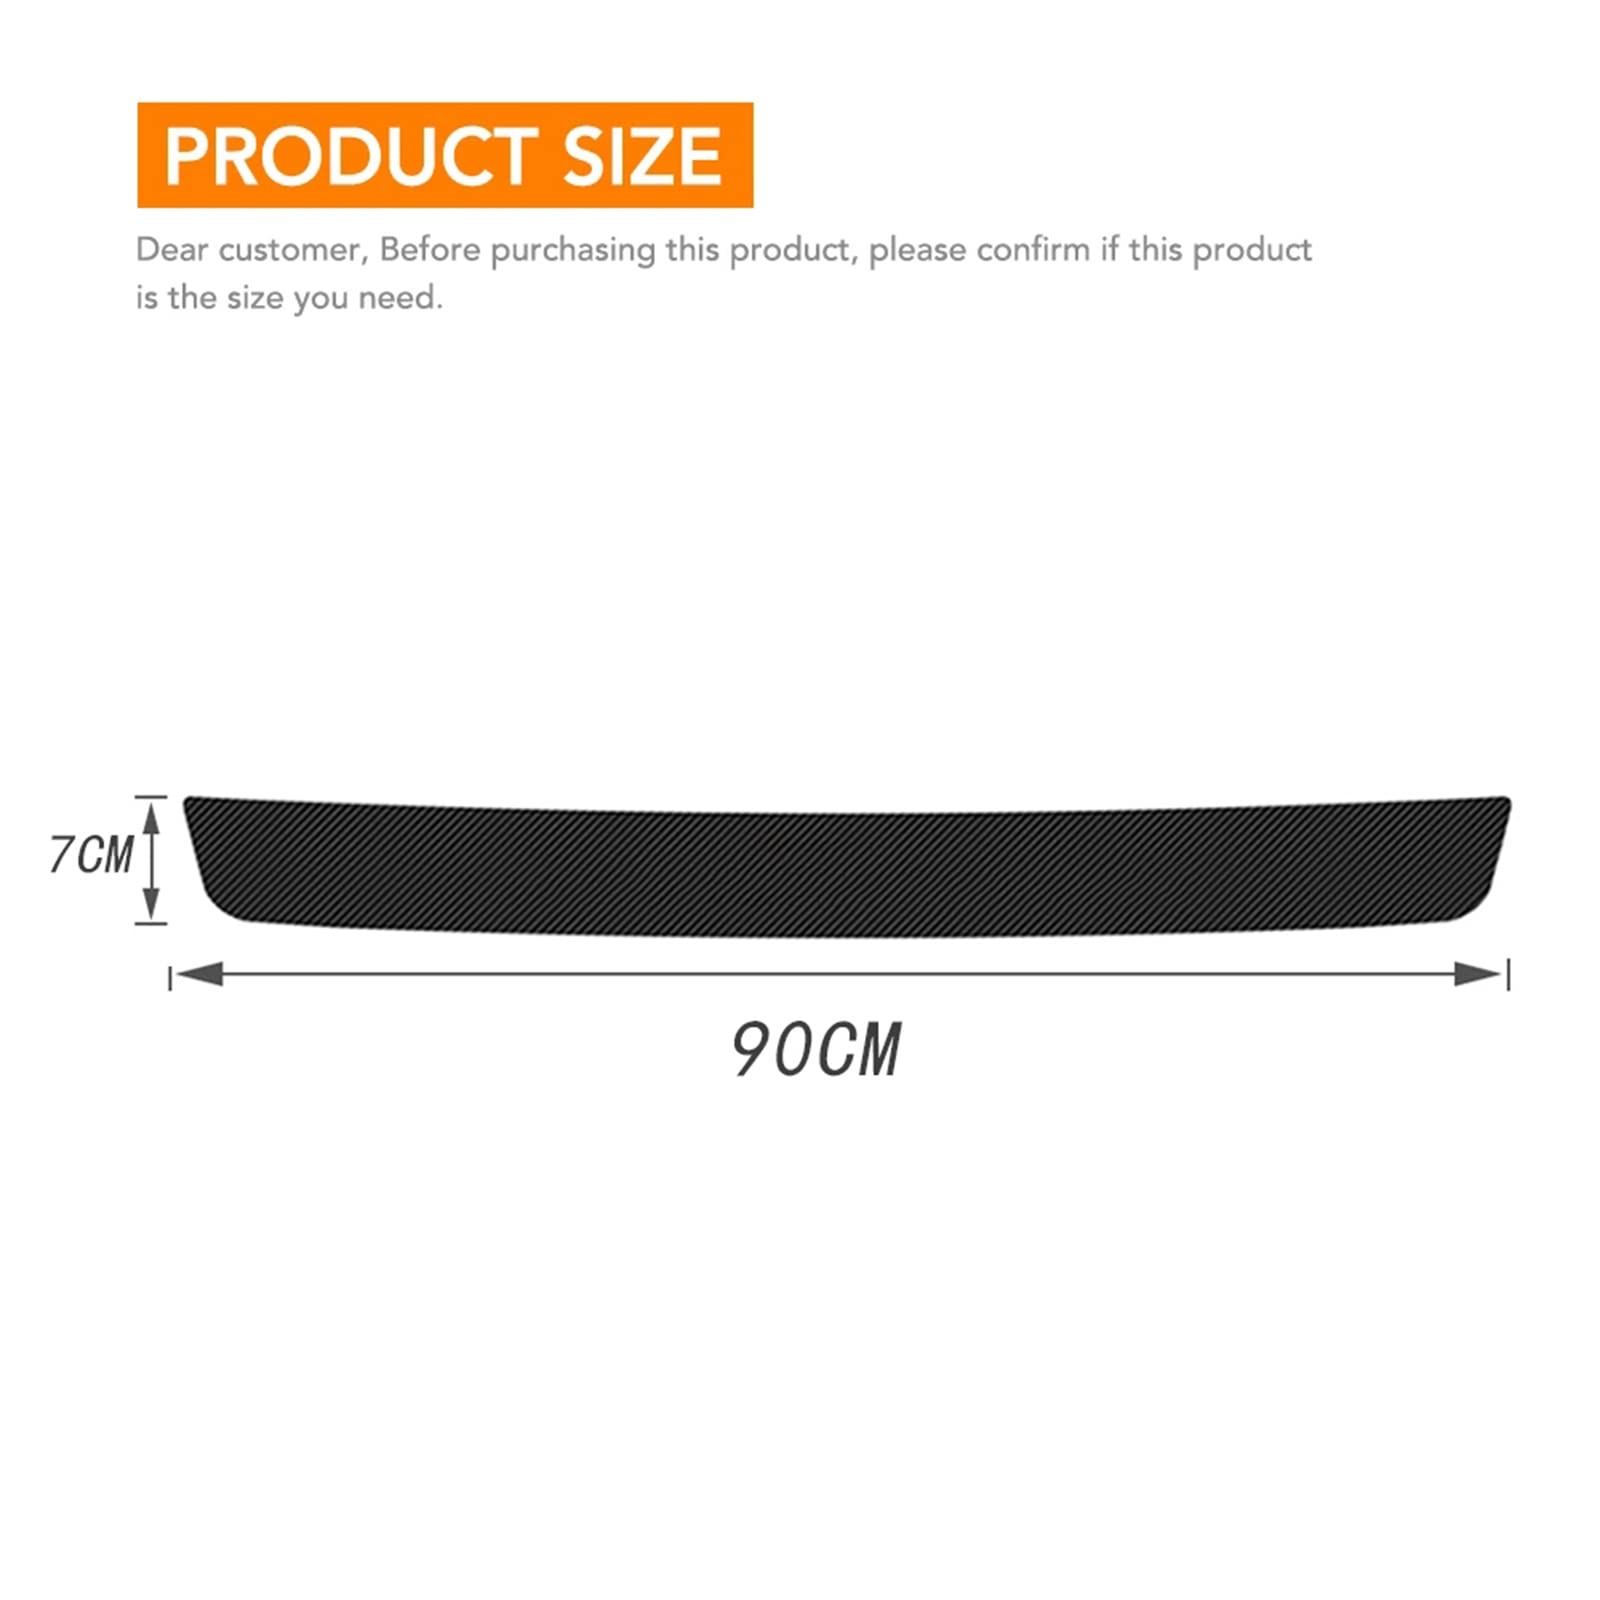 PRODUCT SIZE
Dear customer, Before purchasing this product, please confirm if this product
is the size you need.
7CM
90CM